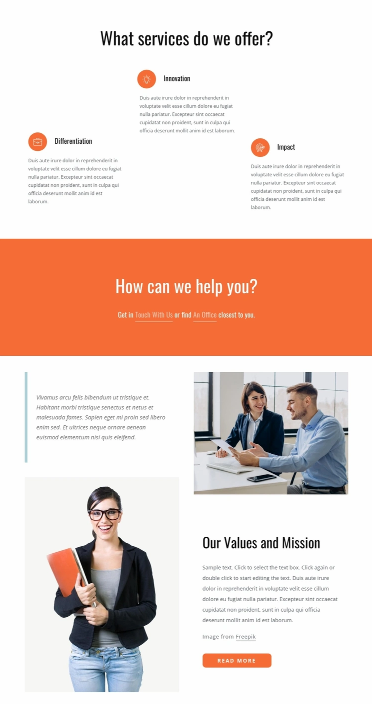 What services do we offer?
Innovation
Duis aute irure dolor in reprehenderit in
voluptate velit esse cillum dolore eu fugiat
nulla pariatur. Excepteur sint occaecat
cupidatat non proident, sunt in culpa qui
officia deserunt mollit anim id est laborum.
Differentiation
Duis aute irure dolor in reprehenderit in
voluptate velit esse cillum dolore eu fugiat
nulla pariatur. Excepteur sint occaecat
cupidatat non proident, sunt in culpa qui
officia deserunt mollit anim id est
laborum.
Impact
Duis aute irure dolor in reprehenderit in
voluptate velit esse cillum dolore eu fugiat
nulla pariatur. Excepteur sint occaecat
cupidatat non proident, sunt in culpa qui
officia deserunt mollit anim id est
laborum.
How can we help you?
Get in Touch With Us or find An Office closest to you.
Vivamus arcu felis bibendum ut tristique et.
Habitant morbi tristique senectus et netus et
malesuada fames. Sapien eget mi proin sed libero
enim sed. Et ultrices neque ornare aenean
euismod elementum nisi quis eleifend.
Our Values and Mission
Sample text. Click to select the text box. Click again or
double click to start editing the text. Duis aute irure
dolor in reprehenderit in voluptate velit esse cillum
dolore eu fugiat nulla pariatur. Excepteur sint occaecat
cupidatat non proident, sunt in culpa qui officia
deserunt mollit anim id est laborum.
Image from Freepik
READ MORE